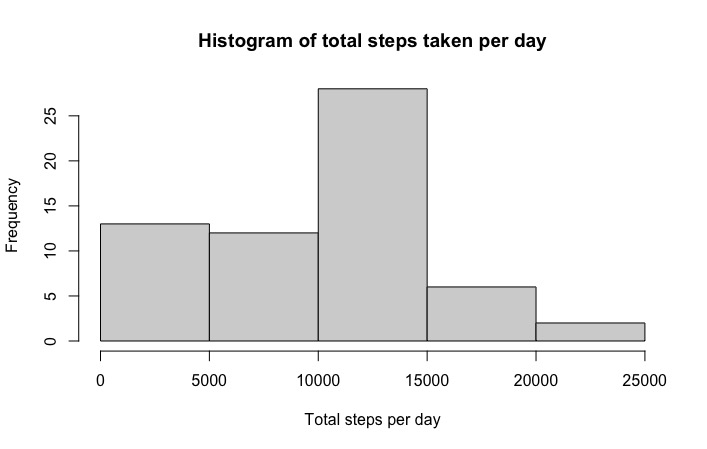 Histogram of total steps taken per day
25
20
15
10
5
0
Frequency
0 5000 10000 15000 20000 25000
Total steps per day